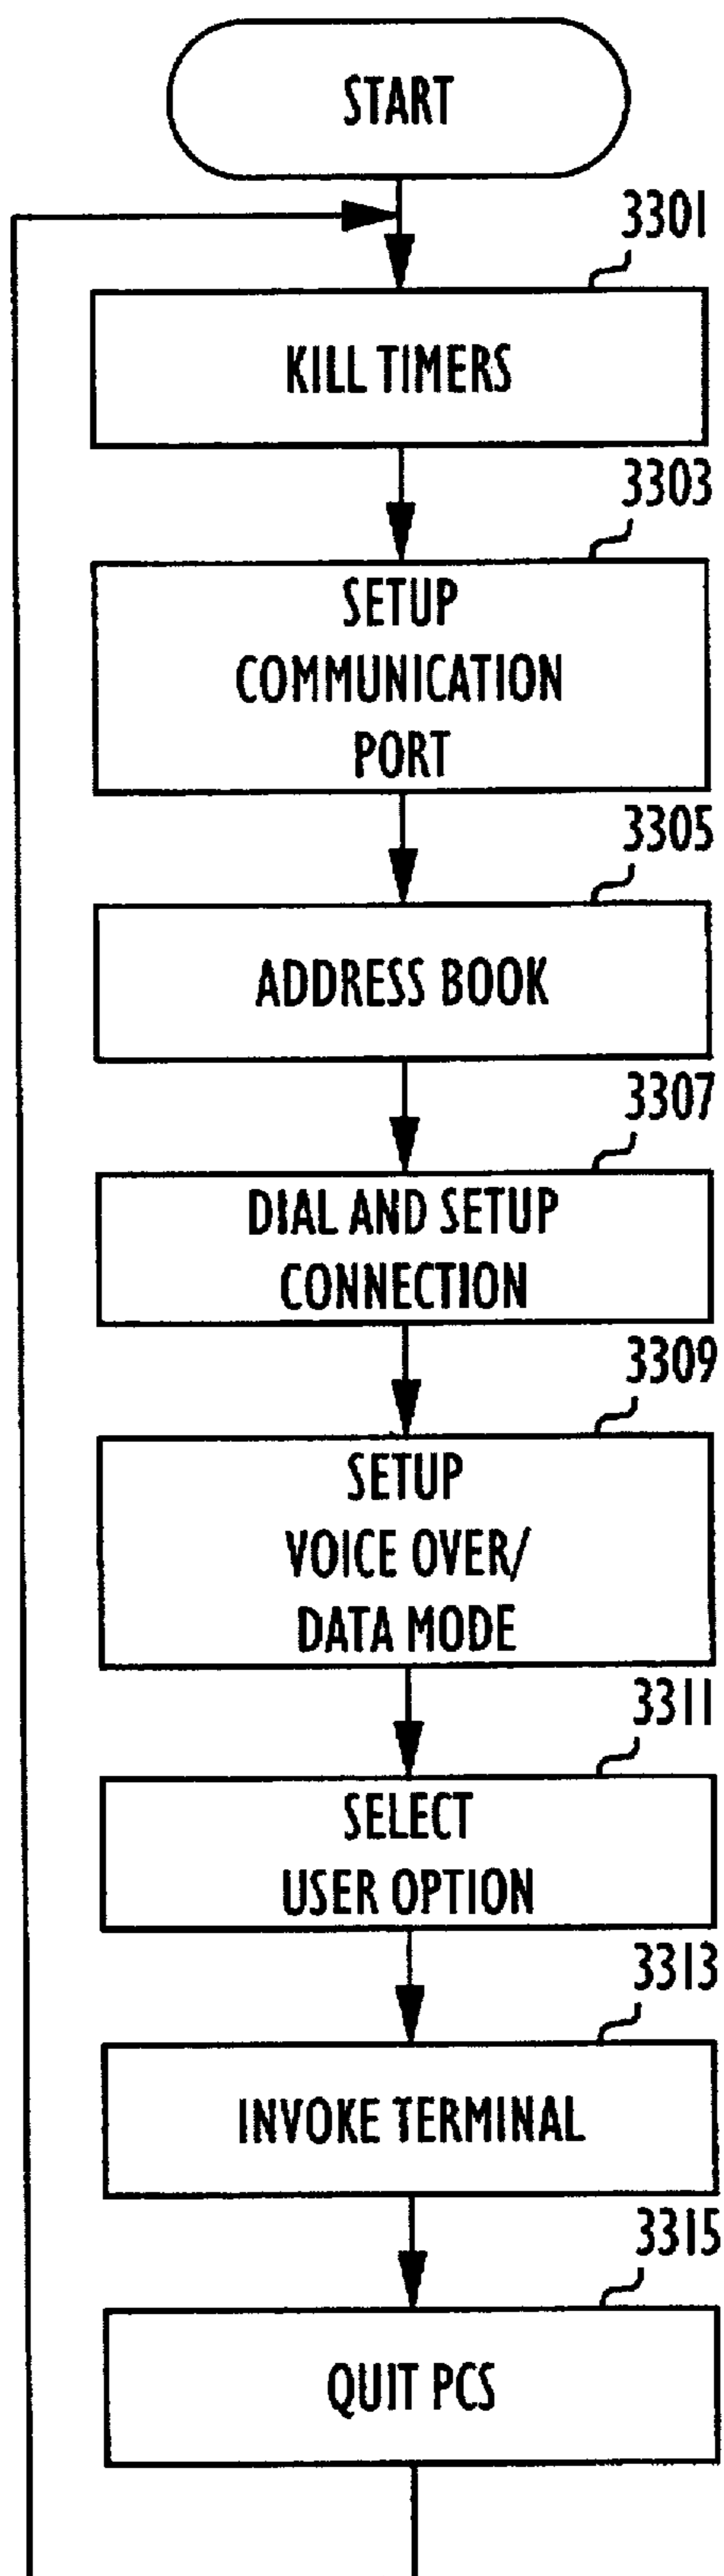 START
3301
KILL TIMERS
3303
SETUP
COMMUNICATION
PORT
3305
ADDRESS BOOK
3307
DIAL AND SETUP
CONNECTION
3309
SETUP
VOICE OVER/
DATA MODE
3311
SELECT
USER OPTION
3313
INVOKE TERMINAL
3315
QUIT PCS